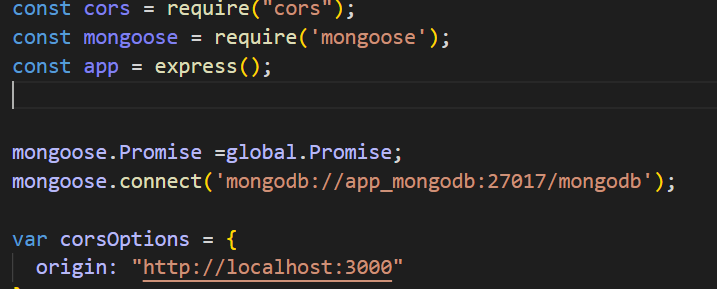 const cors = require("cors");
const mongoose = require('mongoose');
const app = express();
mongoose.Promise =global.Promise;
mongoose.connect('mongodb://app_mongodb:27017/mongodb');
var corsOptions = {
origin: "http://localhost:3000"